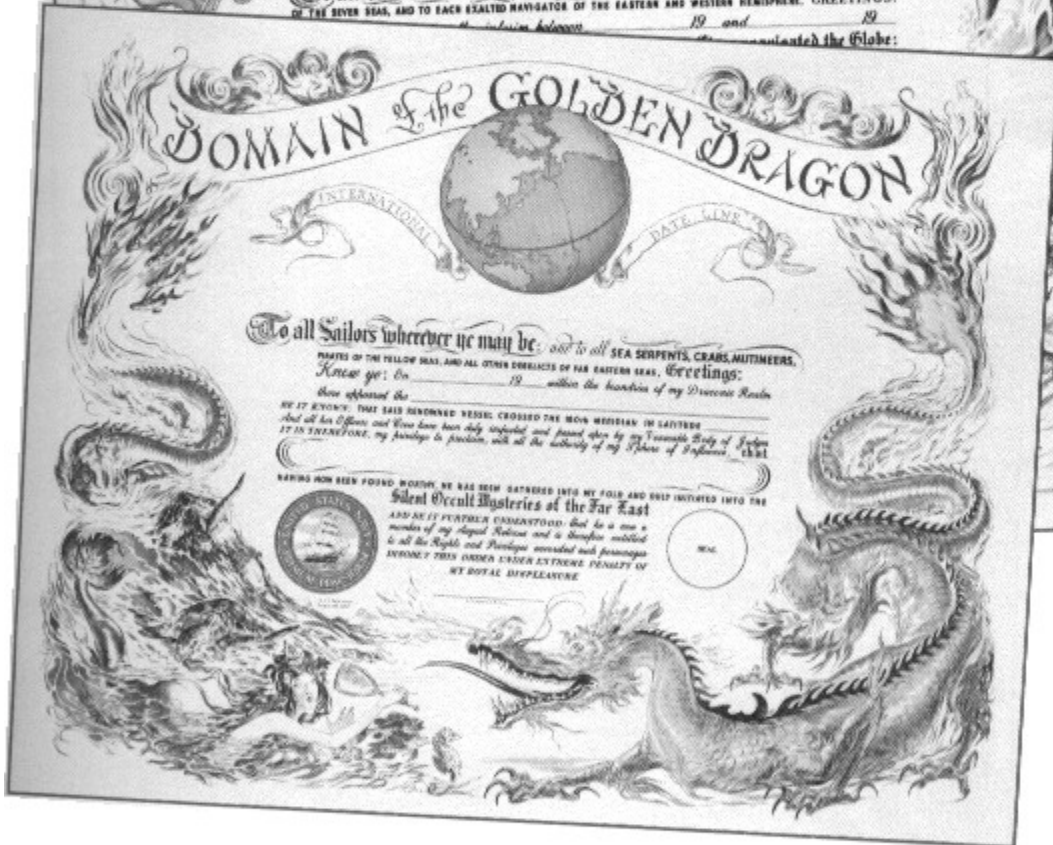 OF THE SEVEN SEAS, AND TO EACH EXALTED NAVIGATOR OF THE EASTERN AND WESTERN HEMISPHERE, GREETINGS:
between 19 and 19
the Globe:
DOMAIN of the GOLDEN DRAGON
INTERNATIONAL DATE LINE
To all Sailors wherever ye may be: and to all SEA SERPENTS, CRABS, MUTINEERS,
PIRATES OF THE YELLOW SEAS, AND ALL OTHER DERELICTS OF FAR EASTERN SEAS, Greetings:
Know ye: On 19 within the boundries of my Draconic Realm
there appeared the
BE IT KNOWN: THAT SAID RENOWNED VESSEL CROSSED THE 180th MERIDIAN IN LATITUDE
And all her Officers and Crew have been duly inspected and passed upon by my Venerable Body of Judges
IT IS THEREFORE, my privilege to proclaim, with all the authority of my Sphere of Influence, that
HAVING NOW BEEN FOUND WORTHY, HE HAS BEEN GATHERED INTO MY FOLD AND DULY INITIATED INTO THE
Silent Occult Mysteries of the Far East
AND BE IT FURTHER UNDERSTOOD: that he is now a
member of my August Retinue and is therefore entitled
to all the Rights and Privileges accorded such personages
DISOBEY THIS ORDER UNDER EXTREME PENALTY OF
MY ROYAL DISPLEASURE
UNITED STATES
SEAL